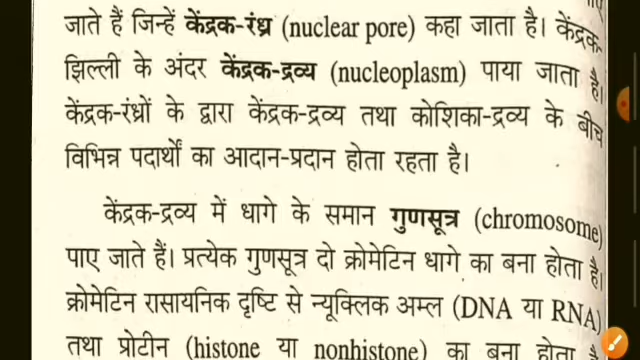 जाते हैं जिन्हें केंद्रक-रंध्र (nuclear pore) कहा जाता है। केंद्रक-
झिल्ली के अंदर केंद्रक-द्रव्य (nucleoplasm) पाया जाता है।
केंद्रक-रंध्रों के द्वारा केंद्रक-द्रव्य तथा कोशिका-द्रव्य के बीच
विभिन्न पदार्थों का आदान-प्रदान होता रहता है।
केंद्रक-द्रव्य में धागे के समान गुणसूत्र (chromosome)
पाए जाते हैं। प्रत्येक गुणसूत्र दो क्रोमेटिन धागे का बना होता है।
क्रोमेटिन रासायनिक दृष्टि से न्यूक्लिक अम्ल (DNA या RNA)
तथा प्रोटीन (histone या nonhistone) का बना होता है